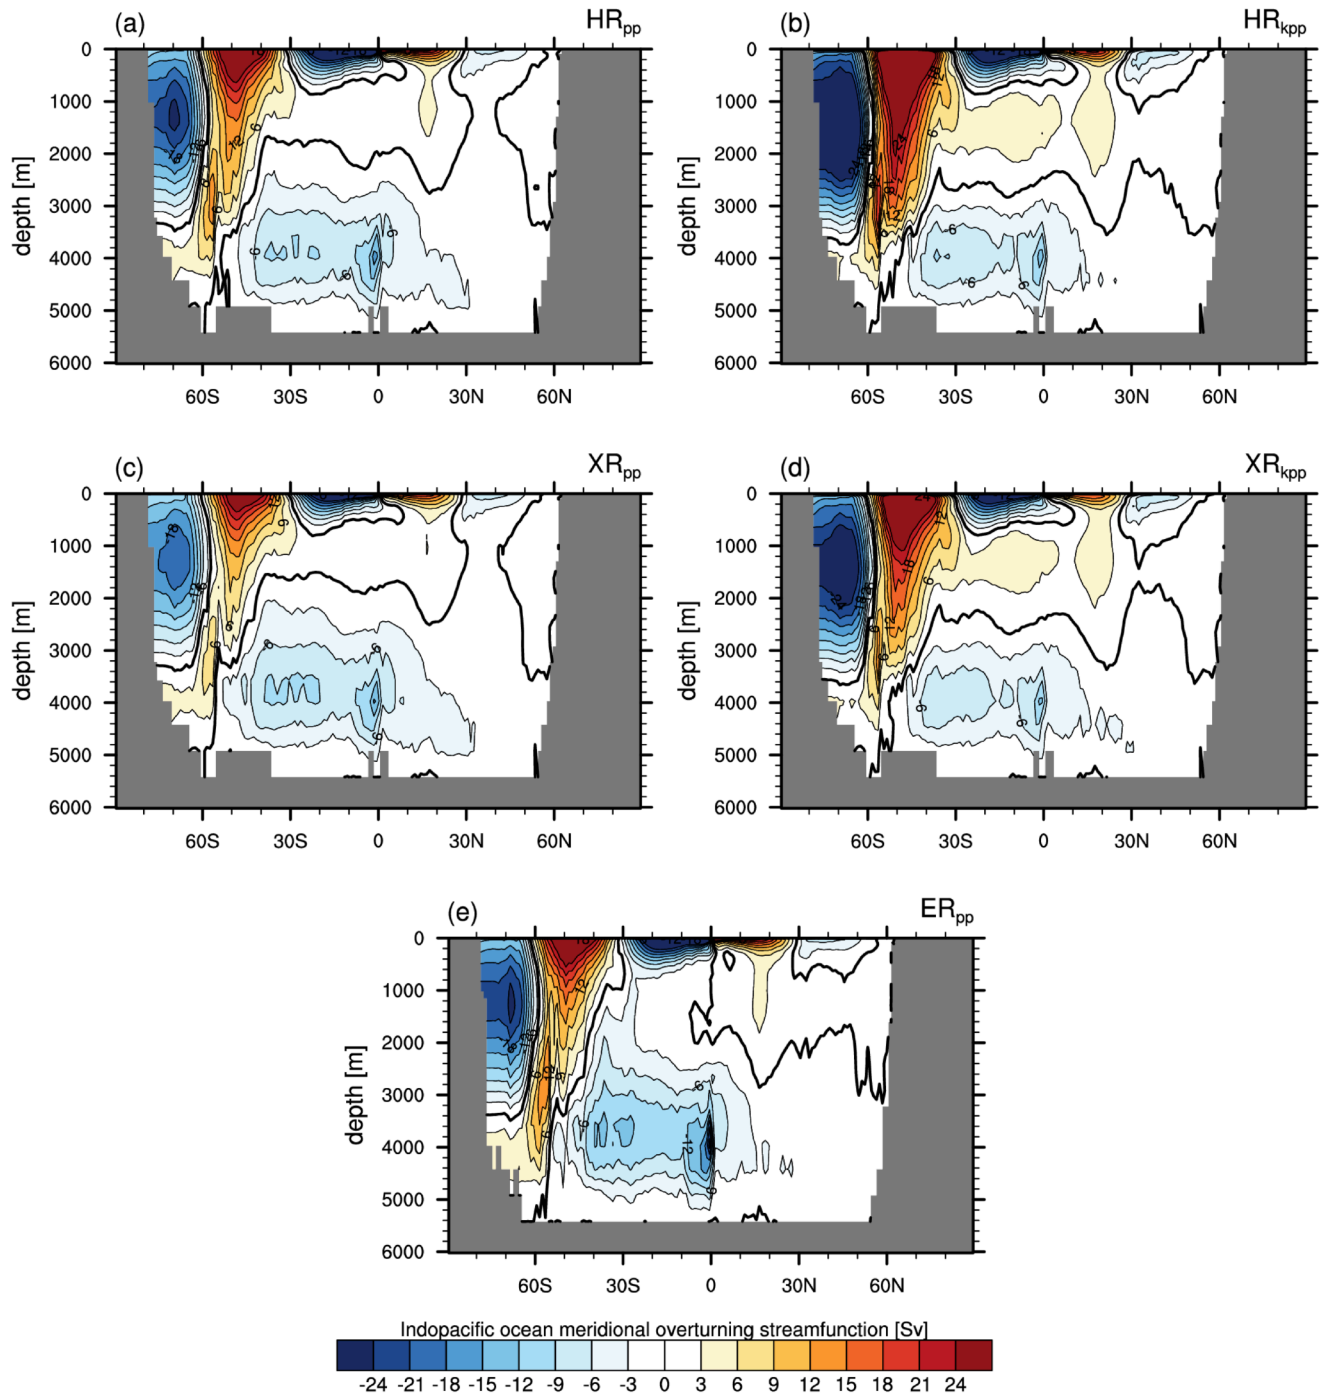 (a) HRpp
0
1000
2000
3000
4000
5000
6000
depth [m]
60S 30S 0 30N 60N
(b) HRkpp
0
1000
2000
3000
4000
5000
6000
depth [m]
60S 30S 0 30N 60N
(c) XRpp
0
1000
2000
3000
4000
5000
6000
depth [m]
60S 30S 0 30N 60N
(d) XRkpp
0
1000
2000
3000
4000
5000
6000
depth [m]
60S 30S 0 30N 60N
(e) ERpp
0
1000
2000
3000
4000
5000
6000
depth [m]
60S 30S 0 30N 60N
Indopacific ocean meridional overturning streamfunction [Sv]
-24 -21 -18 -15 -12 -9 -6 -3 0 3 6 9 12 15 18 21 24